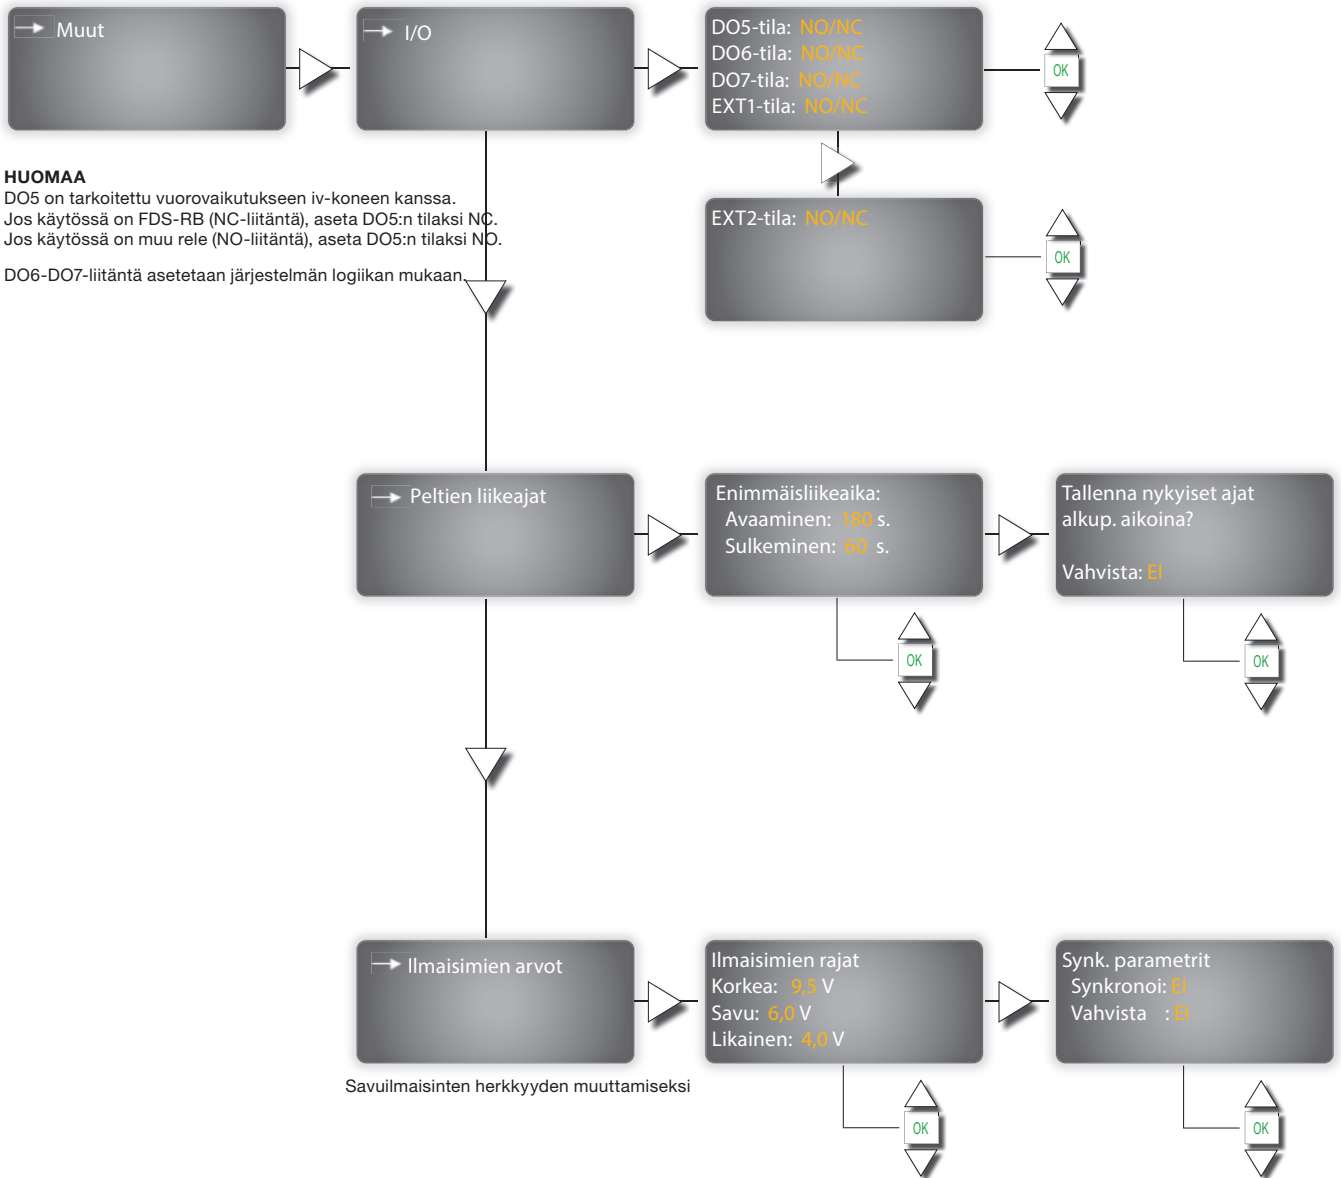 Muut
I/O
DO5-tila: NO/NC
DO6-tila: NO/NC
DO7-tila: NO/NC
EXT1-tila: NO/NC
OK
HUOMAA
DO5 on tarkoitettu vuorovaikutukseen iv-koneen kanssa.
Jos käytössä on FDS-RB (NC-liitäntä), aseta DO5:n tilaksi NC.
Jos käytössä on muu rele (NO-liitäntä), aseta DO5:n tilaksi NO.
DO6-DO7-liitäntä asetetaan järjestelmän logiikan mukaan.
EXT2-tila: NO/NC
OK
Peltien liikeajat
Enimmäisliikeaika:
Avaaminen: 180 s.
Sulkeminen: 60 s.
OK
Tallenna nykyiset ajat
alkup. aikoina?
Vahvista: EI
OK
Ilmaisimien arvot
Savuilmaisinten herkkyyden muuttamiseksi
Ilmaisimien rajat
Korkea: 9,5 V
Savu: 6,0 V
Likainen: 4,0 V
OK
Synk. parametrit
Synkronoi: EI
Vahvista : EI
OK